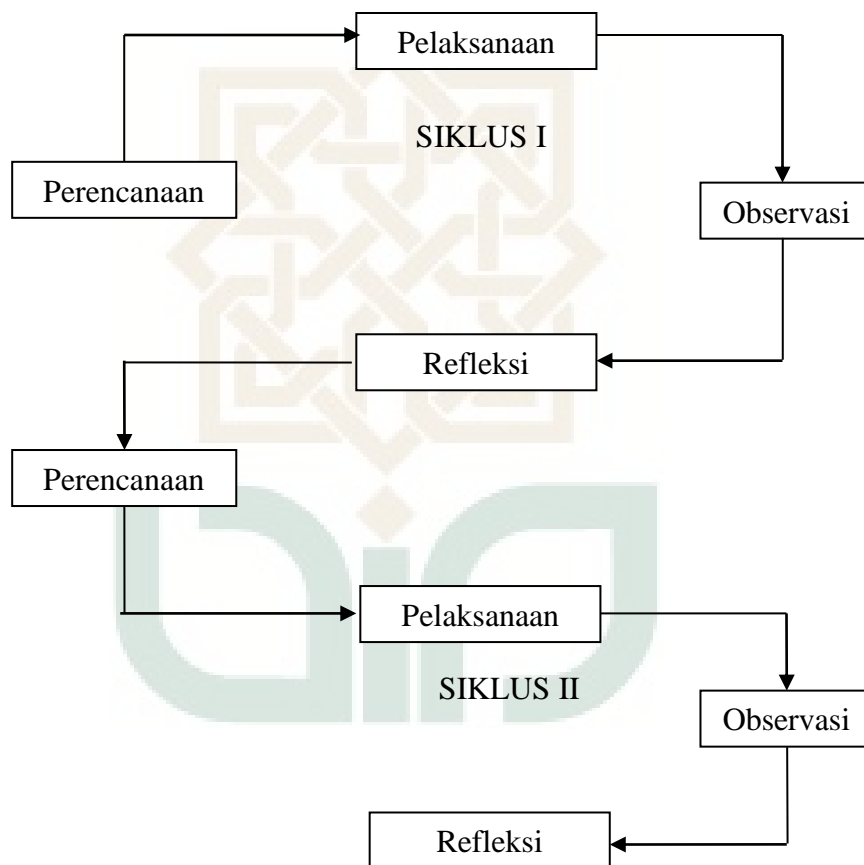 Pelaksanaan
SIKLUS I
Perencanaan
Observasi
Refleksi
Perencanaan
Pelaksanaan
SIKLUS II
Observasi
Refleksi